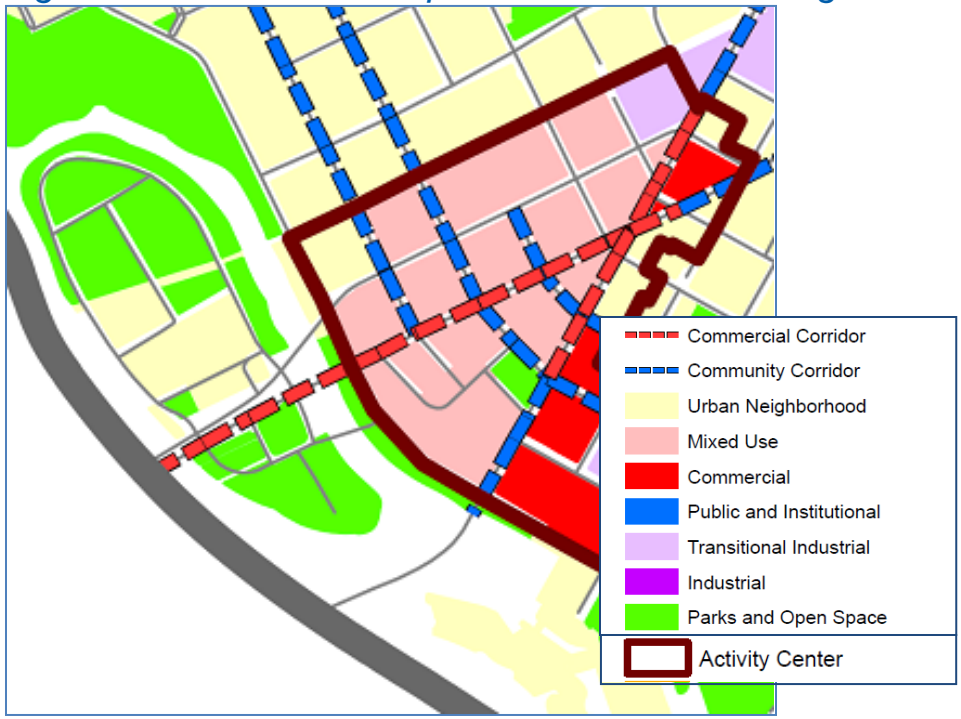 Commercial Corridor
Community Corridor
Urban Neighborhood
Mixed Use
Commercial
Public and Institutional
Transitional Industrial
Industrial
Parks and Open Space
Activity Center